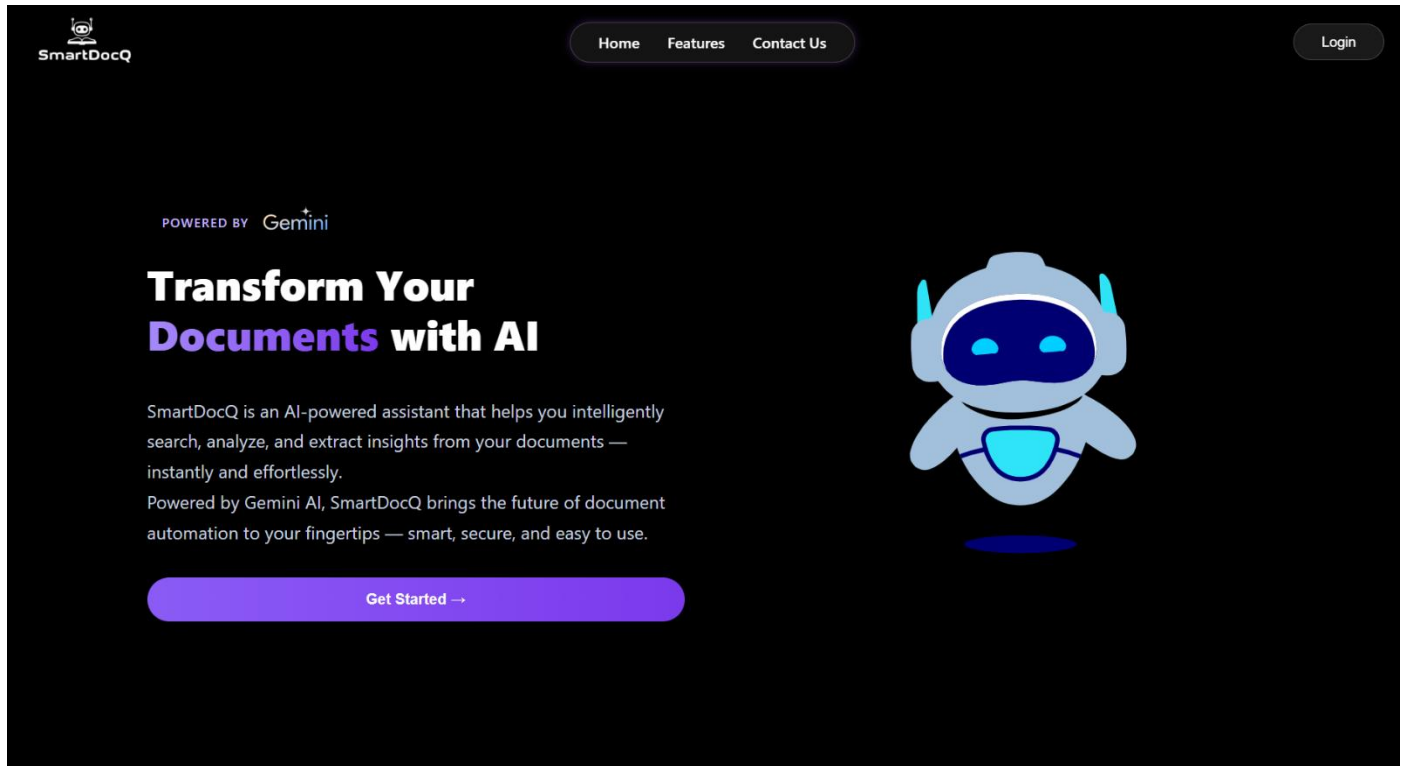 SmartDocQ
Home Features Contact Us
Login
POWERED BY Gemini
Transform Your
Documents with AI
SmartDocQ is an AI-powered assistant that helps you intelligently
search, analyze, and extract insights from your documents —
instantly and effortlessly.
Powered by Gemini AI, SmartDocQ brings the future of document
automation to your fingertips — smart, secure, and easy to use.
Get Started →